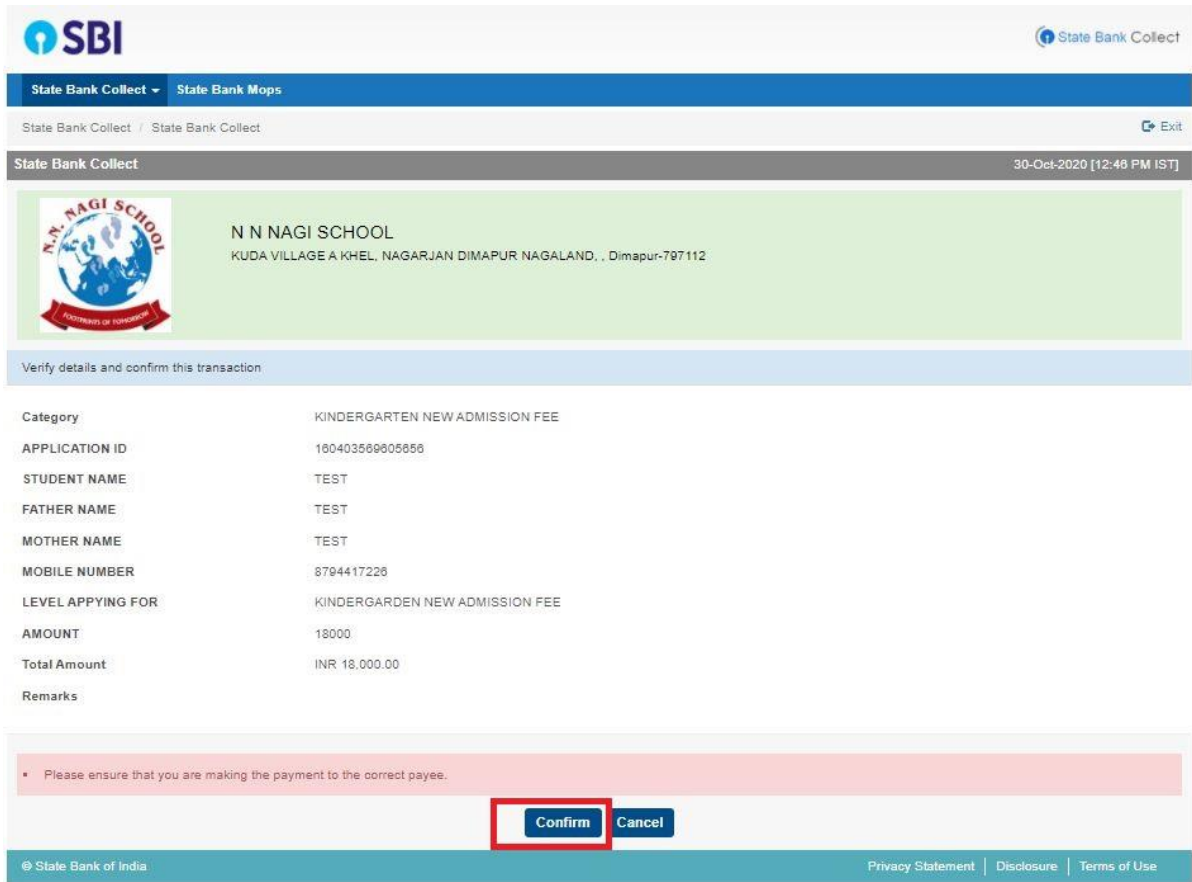 SBI
State Bank Collect
State Bank Collect State Bank Mops
State Bank Collect / State Bank Collect Exit
State Bank Collect 30-Oct-2020 [12:46 PM IST]
N.N. NAGI SCHOOL
FOOTPRINTS OF TOMORROW
N N NAGI SCHOOL
KUDA VILLAGE A KHEL, NAGARJAN DIMAPUR NAGALAND, , Dimapur-797112
Verify details and confirm this transaction
Category KINDERGARTEN NEW ADMISSION FEE
APPLICATION ID 160403569605656
STUDENT NAME TEST
FATHER NAME TEST
MOTHER NAME TEST
MOBILE NUMBER 8794417226
LEVEL APPYING FOR KINDERGARDEN NEW ADMISSION FEE
AMOUNT 18000
Total Amount INR 18,000.00
Remarks
Please ensure that you are making the payment to the correct payee.
Confirm Cancel
© State Bank of India Privacy Statement | Disclosure | Terms of Use